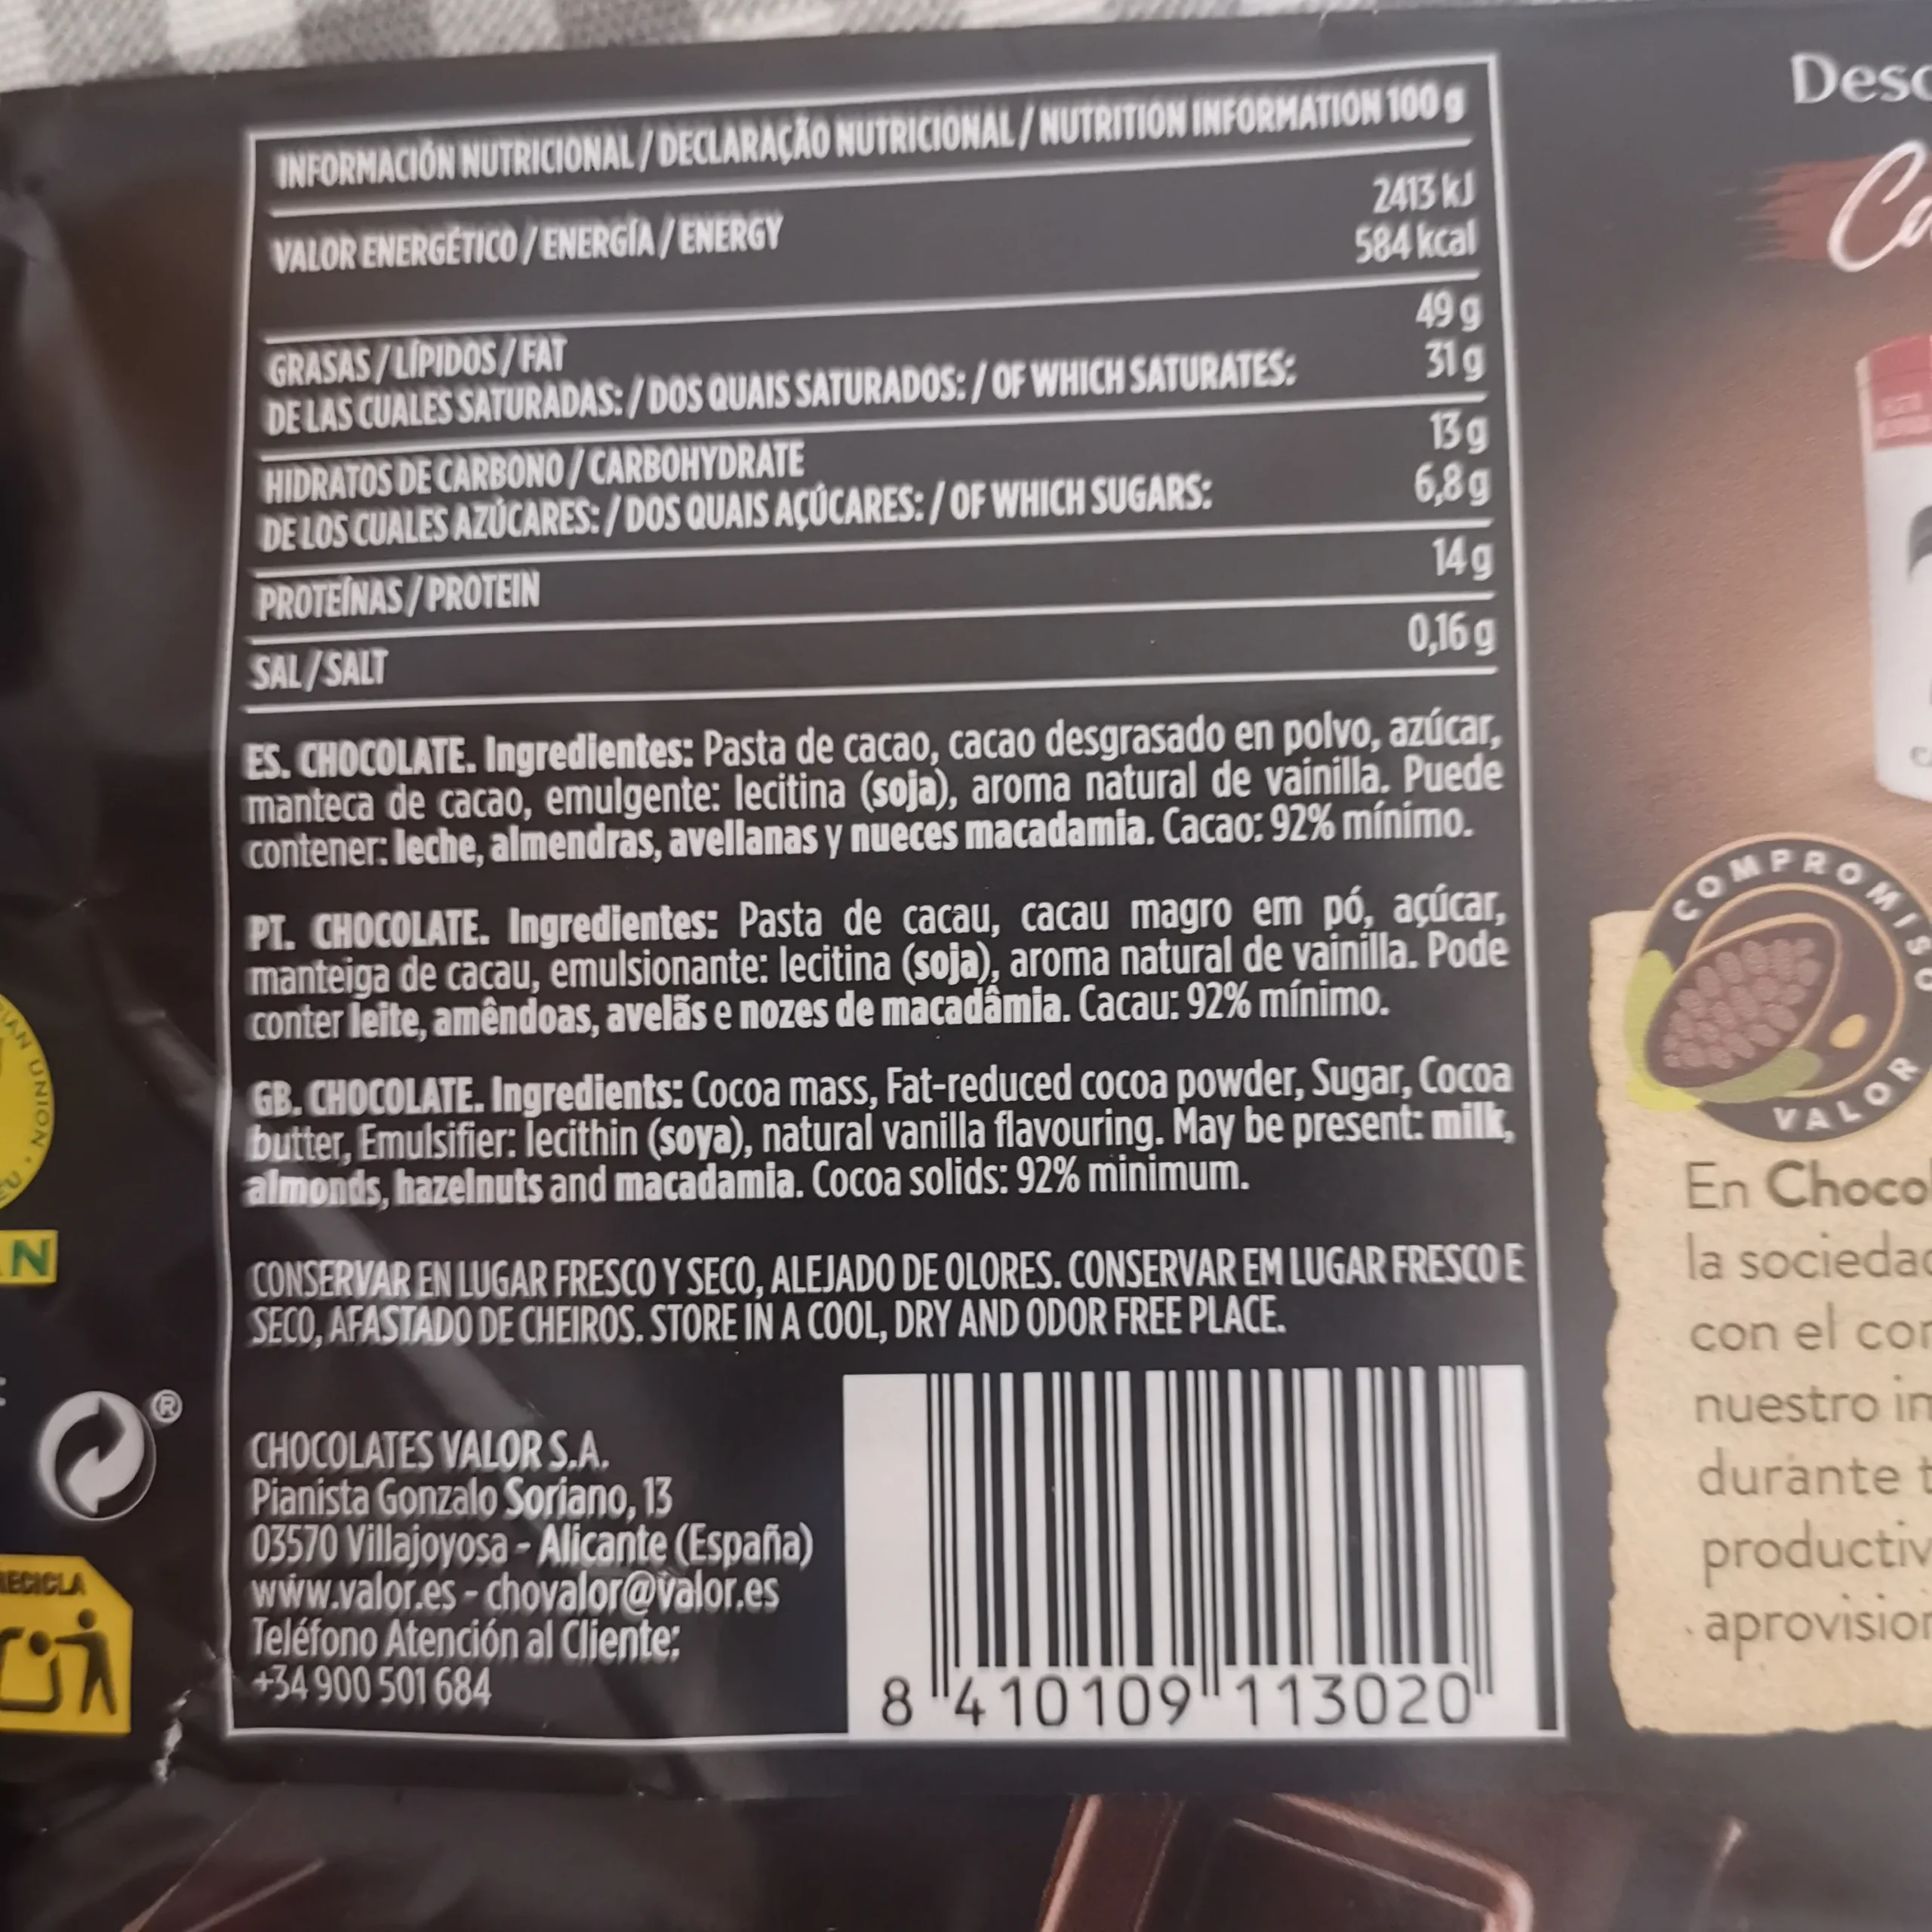 INFORMACIÓN NUTRICIONAL / DECLARAÇÃO NUTRICIONAL / NUTRITION INFORMATION 100 g
VALOR ENERGÉTICO / ENERGÍA / ENERGY 2413 kJ
584 kcal
GRASAS / LÍPIDOS / FAT 49 g
DE LAS CUALES SATURADAS: / DOS QUAIS SATURADOS: / OF WHICH SATURATES: 31 g
HIDRATOS DE CARBONO / CARBOHYDRATE 13 g
DE LOS CUALES AZÚCARES: / DOS QUAIS AÇÚCARES: / OF WHICH SUGARS: 6,8 g
PROTEÍNAS / PROTEIN 14 g
SAL / SALT 0,16 g
ES. CHOCOLATE. Ingredientes: Pasta de cacao, cacao desgrasado en polvo, azúcar,
manteca de cacao, emulgente: lecitina (soja), aroma natural de vainilla. Puede
contener: leche, almendras, avellanas y nueces macadamia. Cacao: 92% mínimo.
PT. CHOCOLATE. Ingredientes: Pasta de cacau, cacau magro em pó, açúcar,
manteiga de cacau, emulsionante: lecitina (soja), aroma natural de vainilla. Pode
conter leite, amêndoas, avelãs e nozes de macadâmia. Cacau: 92% mínimo.
GB. CHOCOLATE. Ingredients: Cocoa mass, Fat-reduced cocoa powder, Sugar, Cocoa
butter, Emulsifier: lecithin (soya), natural vanilla flavouring. May be present: milk,
almonds, hazelnuts and macadamia. Cocoa solids: 92% minimum.
CONSERVAR EN LUGAR FRESCO Y SECO, ALEJADO DE OLORES. CONSERVAR EM LUGAR FRESCO E
SECO, AFASTADO DE CHEIROS. STORE IN A COOL, DRY AND ODOR FREE PLACE.
CHOCOLATES VALOR S.A.
Pianista Gonzalo Soriano, 13
03570 Villajoyosa - Alicante (España)
www.valor.es - chovalor@valor.es
Teléfono Atención al Cliente:
+34 900 501 684
8 410109 113020
UNION
®
RECICLA
COMPROMISO
VALOR
En Choco
la sociedad
con el
nuestro
durante